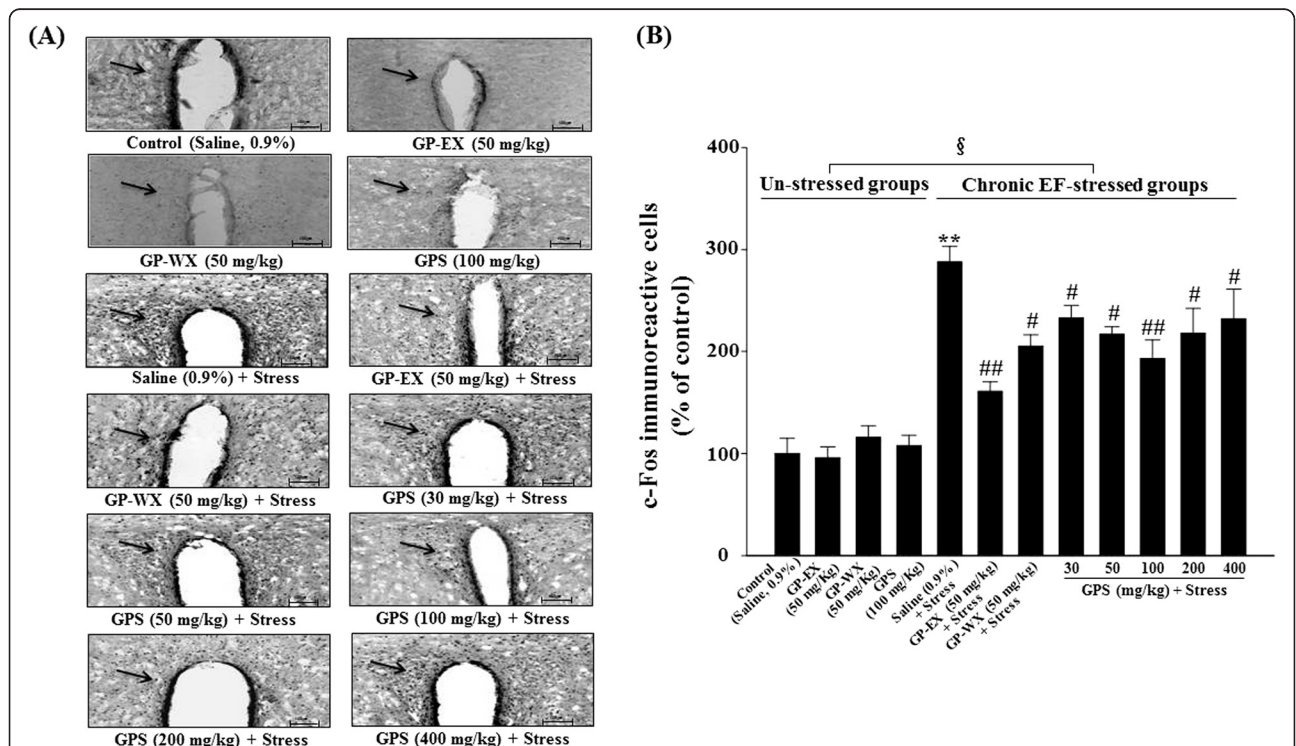 (A)
Control (Saline, 0.9%)
GP-EX (50 mg/kg)
GP-WX (50 mg/kg)
GPS (100 mg/kg)
Saline (0.9%) + Stress
GP-EX (50 mg/kg) + Stress
GP-WX (50 mg/kg) + Stress
GPS (30 mg/kg) + Stress
GPS (50 mg/kg) + Stress
GPS (100 mg/kg) + Stress
GPS (200 mg/kg) + Stress
GPS (400 mg/kg) + Stress
(B)
c-Fos immunoreactive cells
(% of control)
400
300
200
100
0
§
Un-stressed groups
Chronic EF-stressed groups
**
##
#
#
#
##
#
#
Control
(Saline, 0.9%)
GP-EX
(50 mg/Kg)
GP-WX
(50 mg/Kg)
GPS
(100 mg/Kg)
Saline (0.9%)
+ Stress
GP-EX (50 mg/kg)
+ Stress
GP-WX (50 mg/kg)
+ Stress
30
50
100
200
400
GPS (mg/kg) + Stress